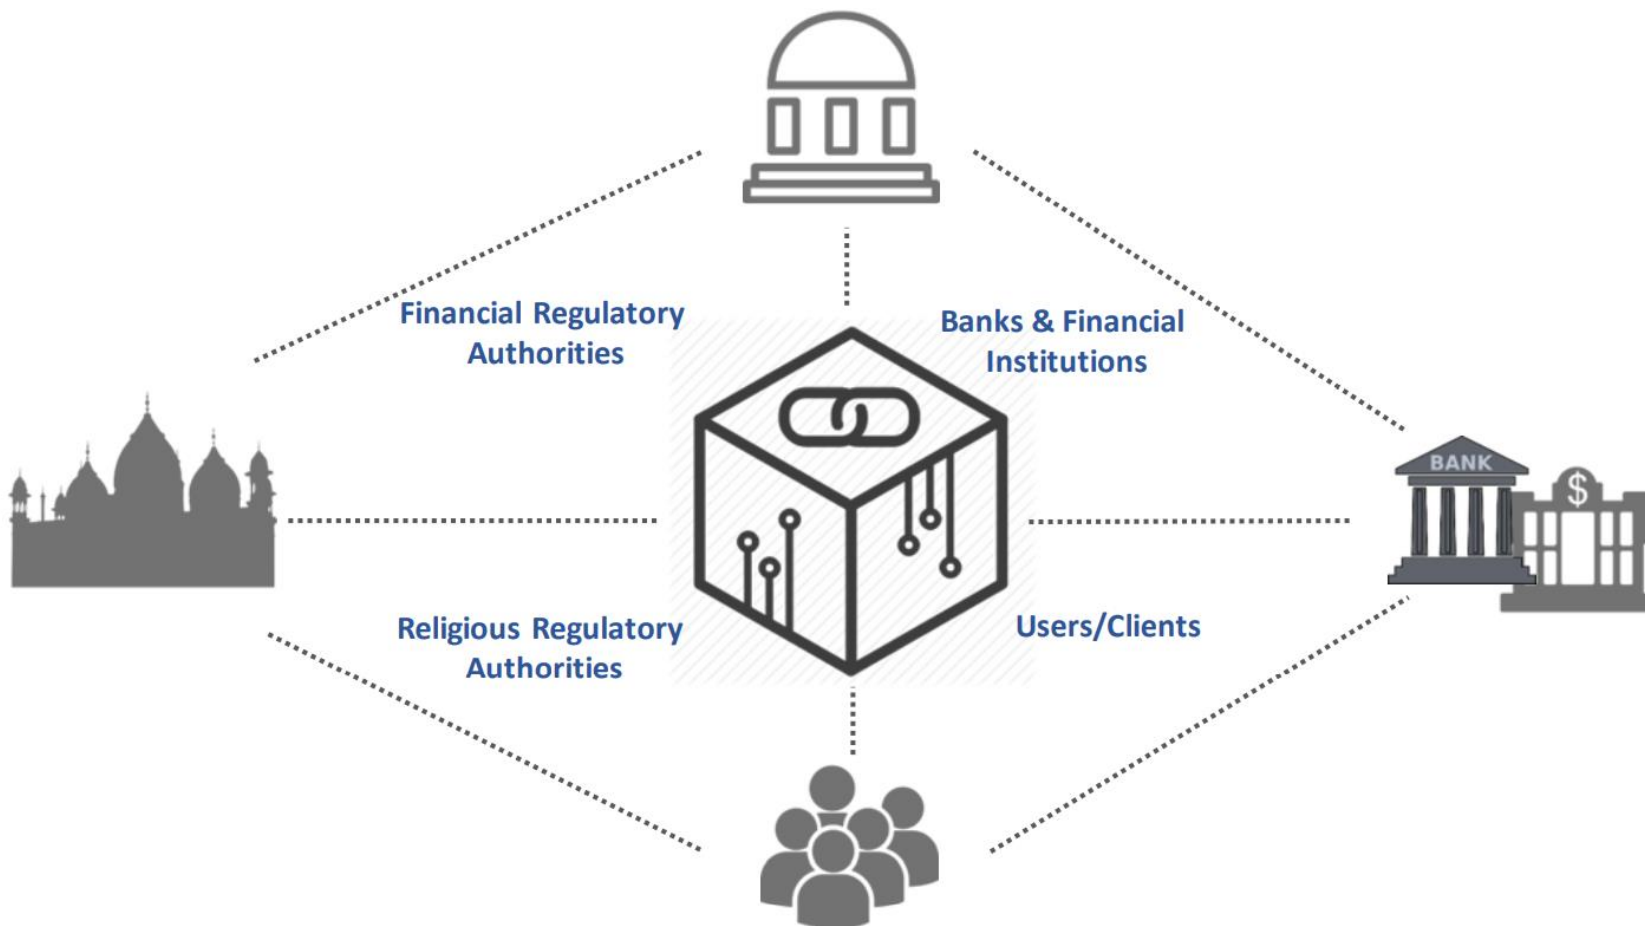 Financial Regulatory
Authorities
Banks & Financial
Institutions
BANK
$
Religious Regulatory
Authorities
Users/Clients